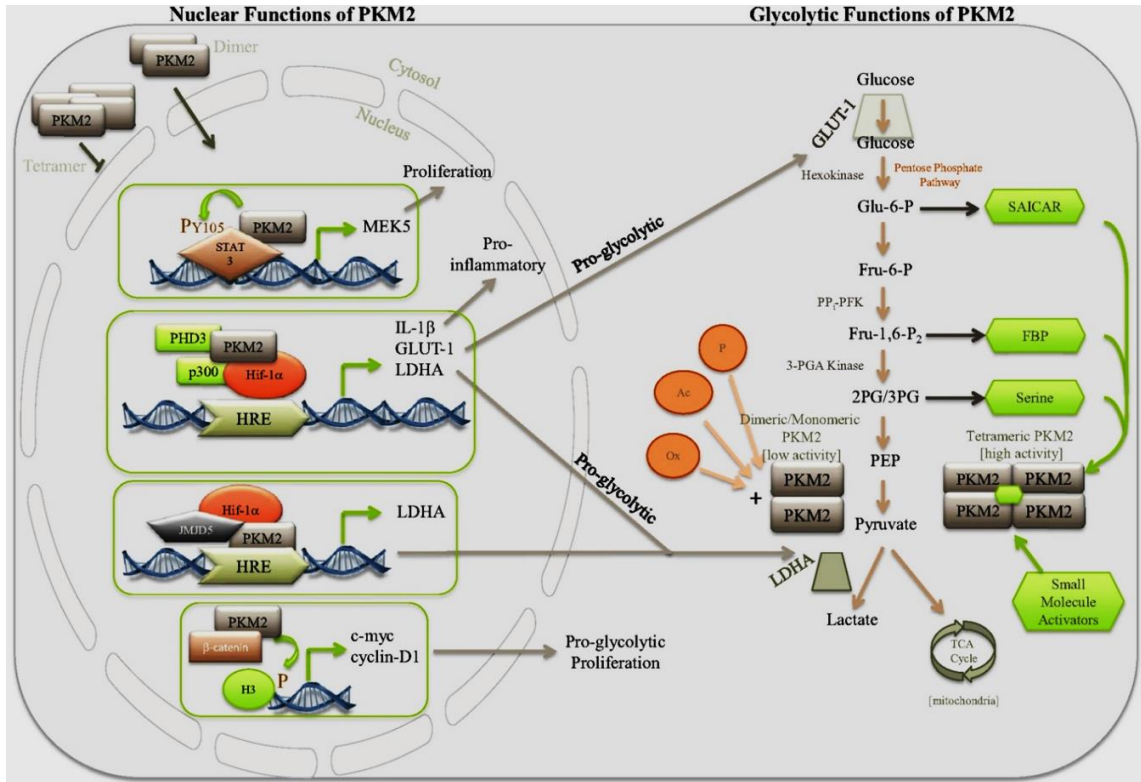 Nuclear Functions of PKM2
Glycolytic Functions of PKM2
PKM2
Dimer
PKM2
Tetramer
Cytosol
Nucleus
Proliferation
PY105
PKM2
STAT
3
MEK5
Pro-
inflammatory
PHD3
PKM2
p300
Hif-1α
HRE
IL-1β
GLUT-1
LDHA
Pro-glycolytic
Pro-glycolytic
Hif-1α
JMJD5
PKM2
HRE
LDHA
PKM2
β-catenin
P
H3
c-myc
cyclin-D1
Pro-glycolytic
Proliferation
Glucose
GLUT-1
Glucose
Hexokinase
Pentose Phosphate
Pathway
Glu-6-P
SAICAR
Fru-6-P
PPi-PFK
Fru-1,6-P2
FBP
3-PGA Kinase
2PG/3PG
Serine
P
Ac
Ox
Dimeric/Monomeric
PKM2
[low activity]
+
PKM2
PKM2
PEP
Pyruvate
Tetrameric PKM2
[high activity]
PKM2
PKM2
PKM2
PKM2
LDHA
Lactate
TCA
Cycle
[mitochondria]
Small
Molecule
Activators